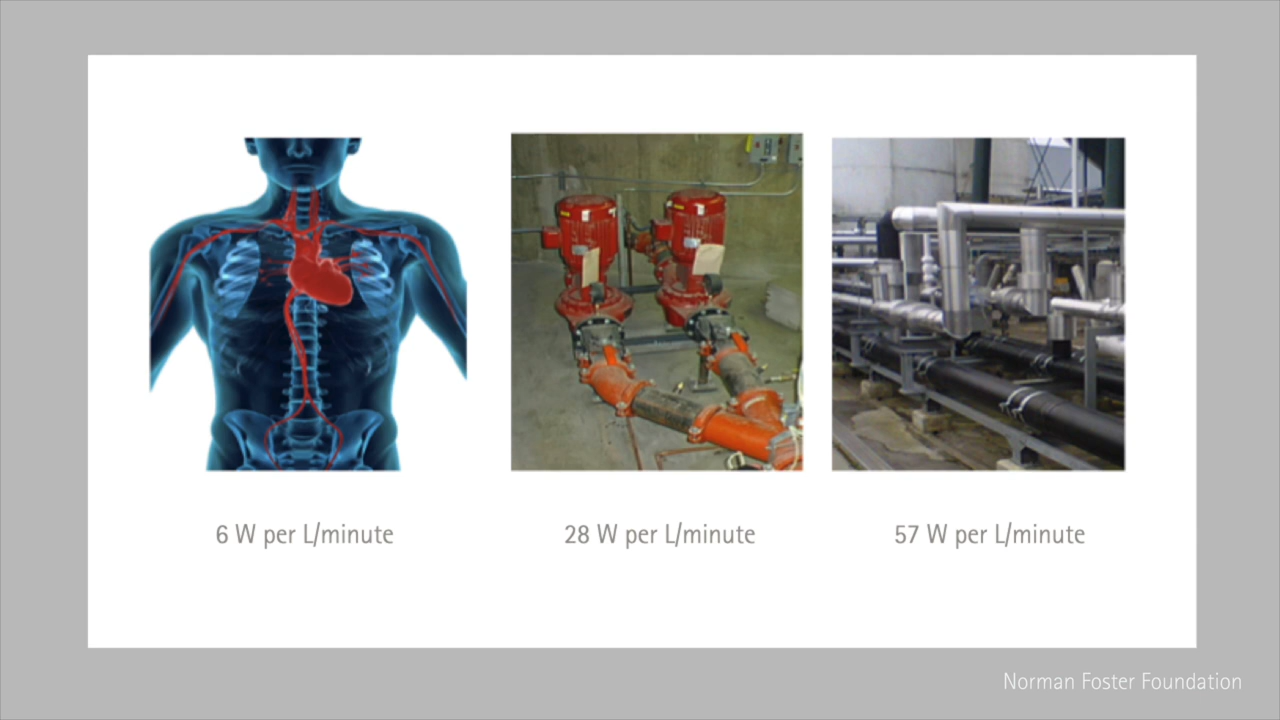 6 W per L/minute
28 W per L/minute
57 W per L/minute
Norman Foster Foundation